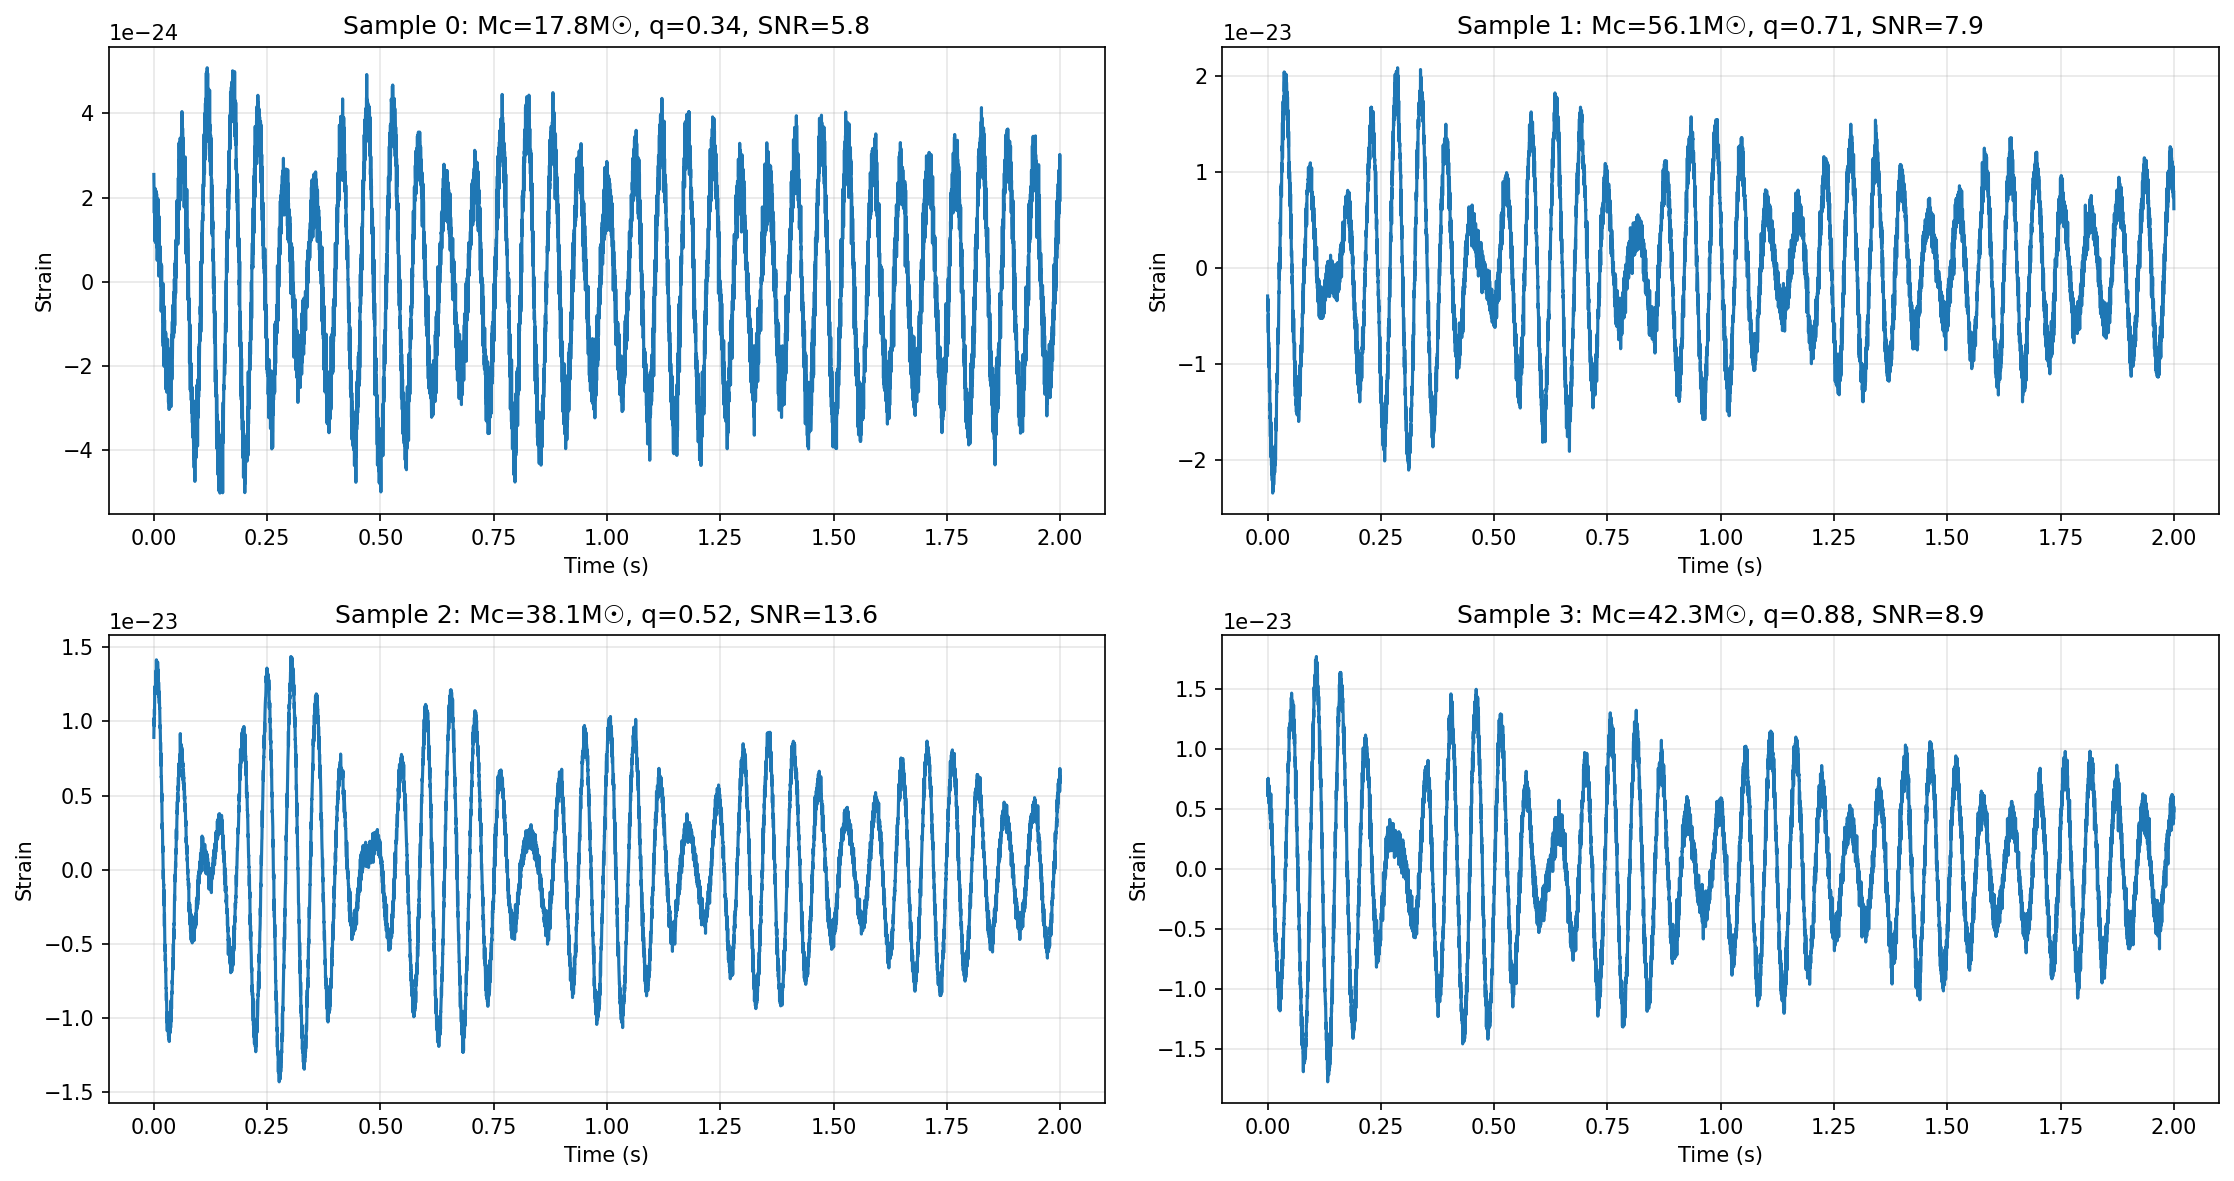 Sample 0: Mc=17.8M☉, q=0.34, SNR=5.8
1e−24
4
2
0
−2
−4
Strain
0.00 0.25 0.50 0.75 1.00 1.25 1.50 1.75 2.00
Time (s)
Sample 1: Mc=56.1M☉, q=0.71, SNR=7.9
1e−23
2
1
0
−1
−2
Strain
0.00 0.25 0.50 0.75 1.00 1.25 1.50 1.75 2.00
Time (s)
Sample 2: Mc=38.1M☉, q=0.52, SNR=13.6
1e−23
1.5
1.0
0.5
0.0
−0.5
−1.0
−1.5
Strain
0.00 0.25 0.50 0.75 1.00 1.25 1.50 1.75 2.00
Time (s)
Sample 3: Mc=42.3M☉, q=0.88, SNR=8.9
1e−23
1.5
1.0
0.5
0.0
−0.5
−1.0
−1.5
Strain
0.00 0.25 0.50 0.75 1.00 1.25 1.50 1.75 2.00
Time (s)